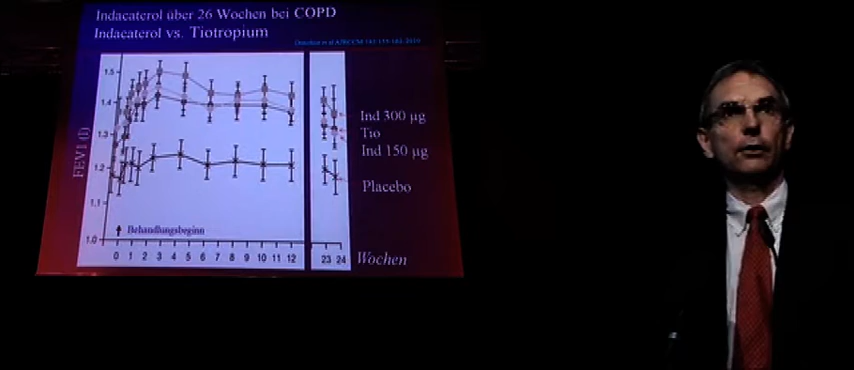 Indacaterol über 26 Wochen bei COPD
Indacaterol vs. Tiotropium
FEV1 (l)
1.5
1.4
1.3
1.2
1.1
1.0
Behandlungsbeginn
0 1 2 3 4 5 6 7 8 9 10 11 12 23 24
Wochen
Ind 300 µg
Tio
Ind 150 µg
Placebo